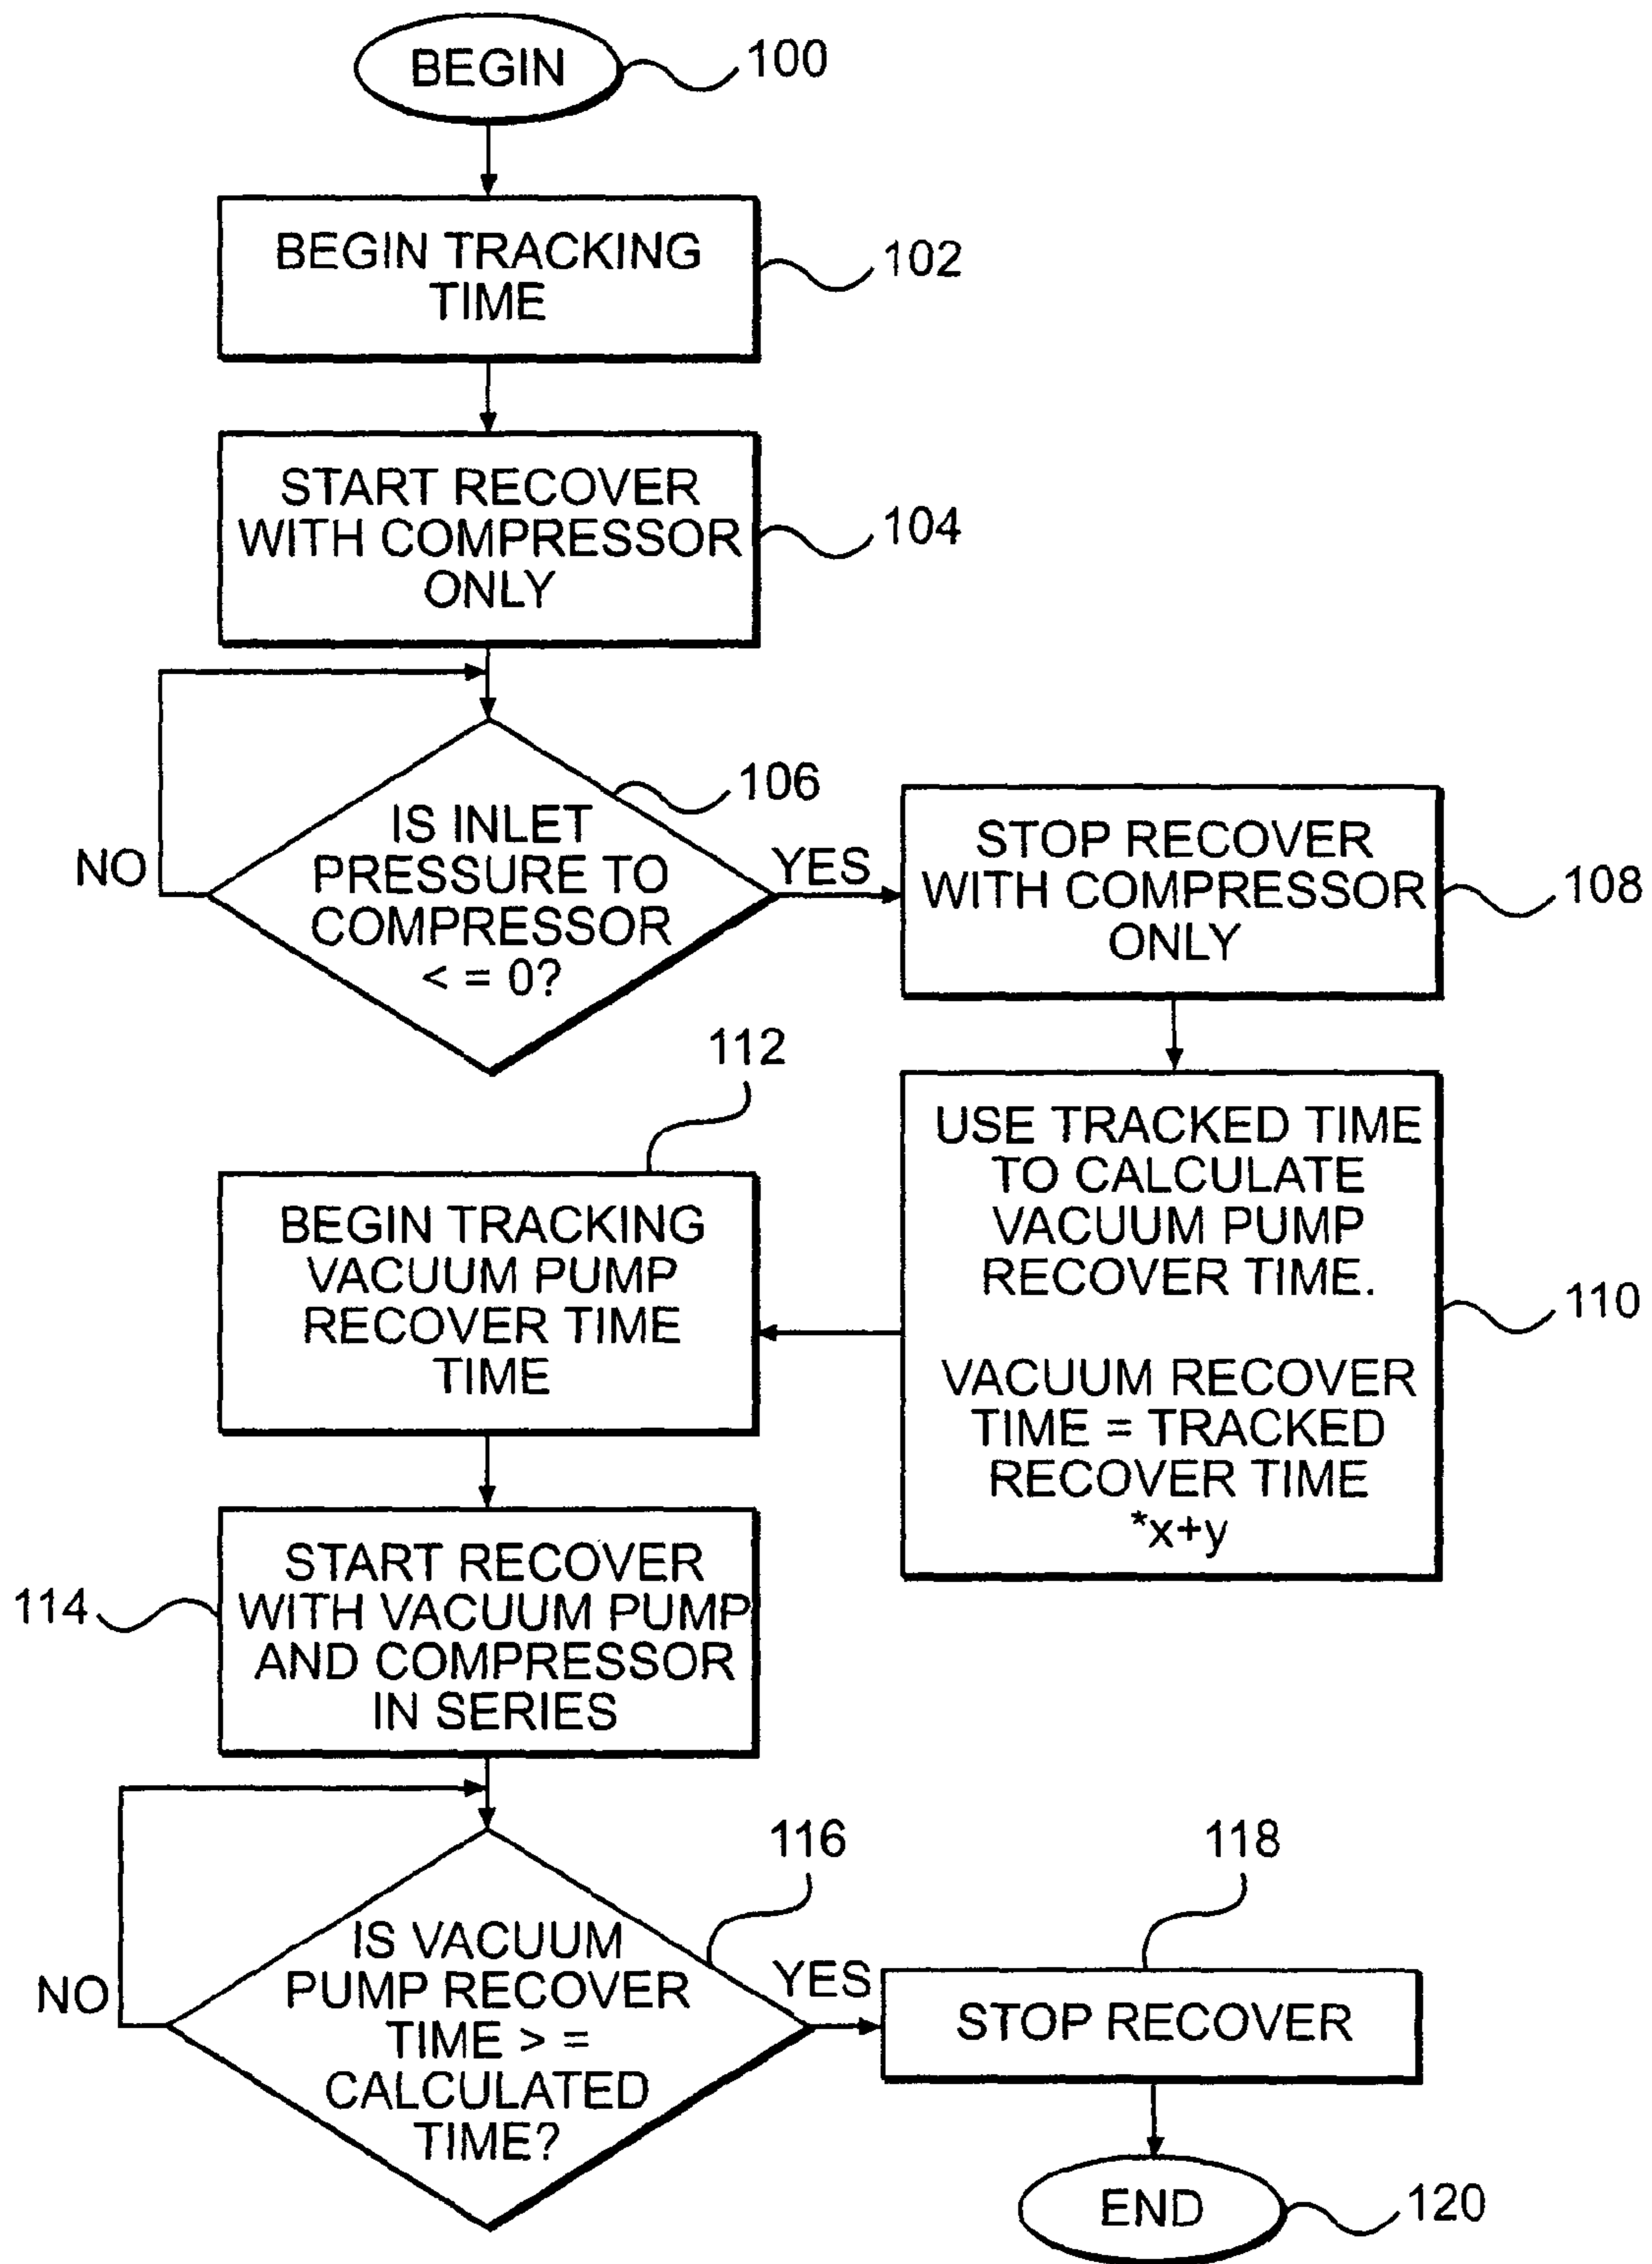 BEGIN
100
BEGIN TRACKING
TIME
102
START RECOVER
WITH COMPRESSOR
ONLY
104
IS INLET
PRESSURE TO
COMPRESSOR
< = 0?
106
NO
YES
STOP RECOVER
WITH COMPRESSOR
ONLY
108
USE TRACKED TIME
TO CALCULATE
VACUUM PUMP
RECOVER TIME.
VACUUM RECOVER
TIME = TRACKED
RECOVER TIME
*x+y
110
112
BEGIN TRACKING
VACUUM PUMP
RECOVER TIME
TIME
START RECOVER
WITH VACUUM PUMP
AND COMPRESSOR
IN SERIES
114
IS VACUUM
PUMP RECOVER
TIME > =
CALCULATED
TIME?
116
NO
YES
118
STOP RECOVER
END
120